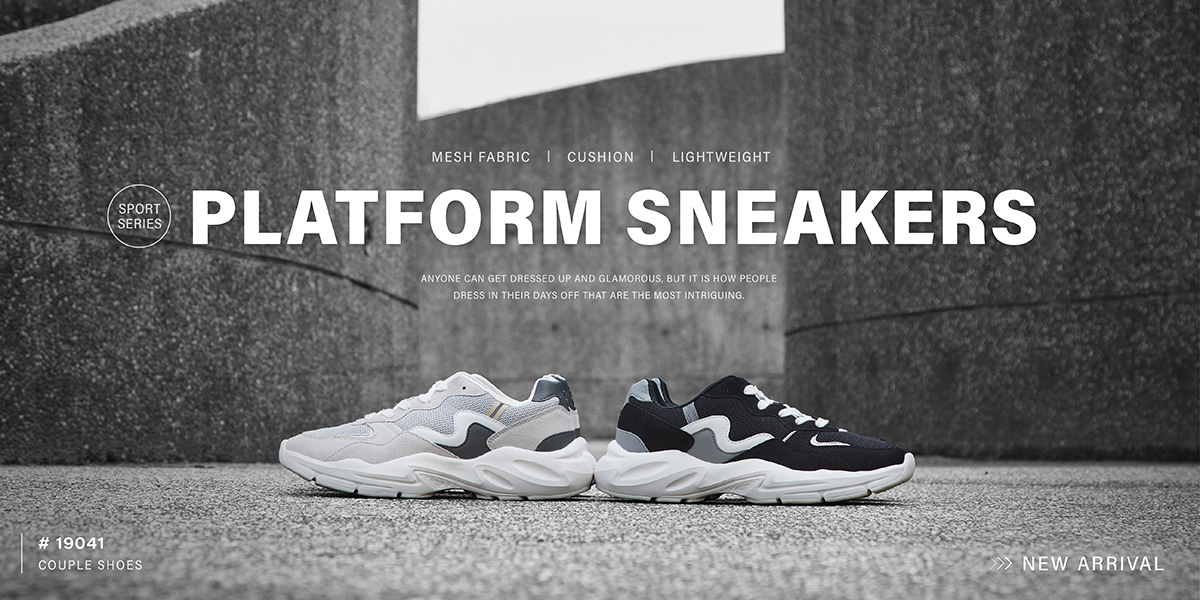 MESH FABRIC | CUSHION | LIGHTWEIGHT
SPORT
SERIES
PLATFORM SNEAKERS
ANYONE CAN GET DRESSED UP AND GLAMOROUS, BUT IT IS HOW PEOPLE
DRESS IN THEIR DAYS OFF THAT ARE THE MOST INTRIGUING.
# 19041
COUPLE SHOES
NEW ARRIVAL